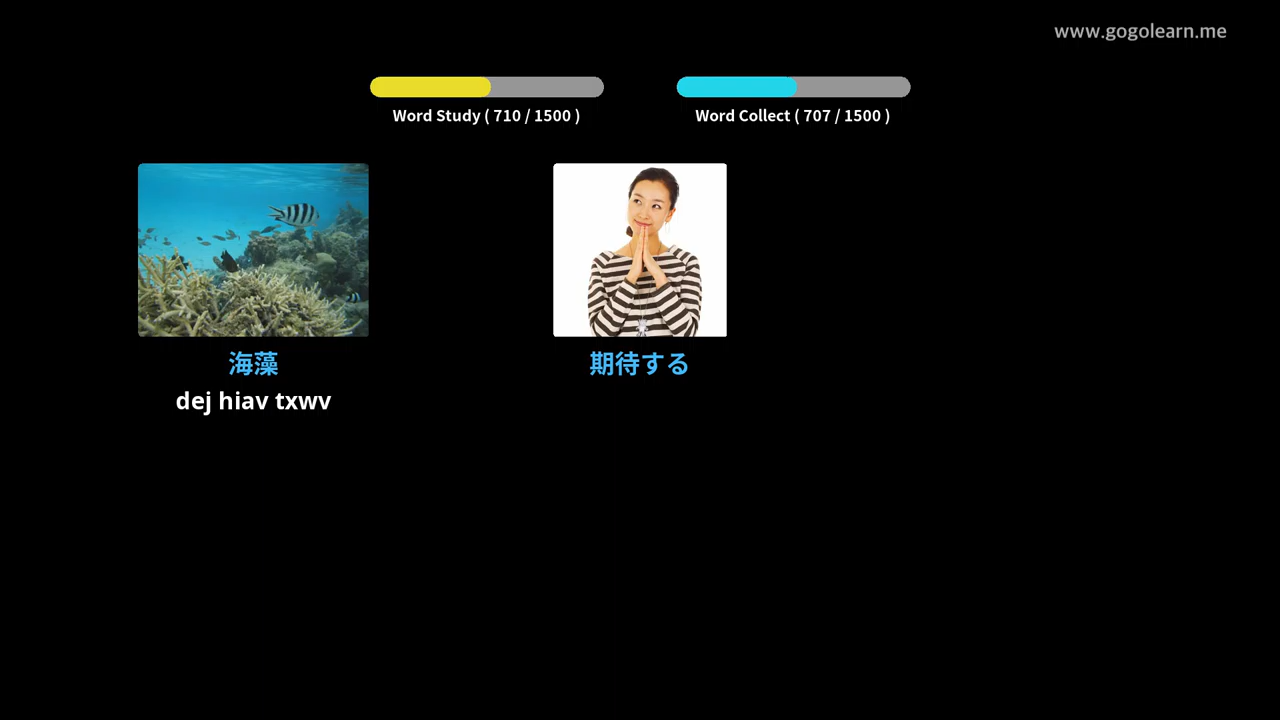 www.gogolearn.me
Word Study ( 710 / 1500 )
Word Collect ( 707 / 1500 )
海藻
期待する
dej hiav txwv